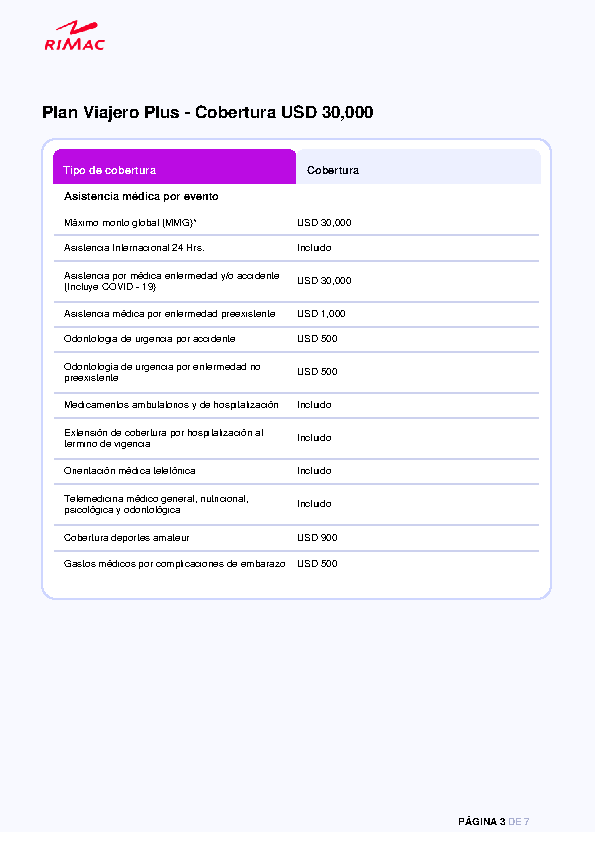 RIMAC
Plan Viajero Plus - Cobertura USD 30,000
Tipo de cobertura Cobertura
Asistencia médica por evento
Máximo monto global (MMG)* USD 30,000
Asistencia Internacional 24 Hrs. Incluido
Asistencia por médica enfermedad y/o accidente
(Incluye COVID - 19) USD 30,000
Asistencia médica por enfermedad preexistente USD 1,000
Odontologia de urgencia por accidente USD 500
Odontología de urgencia por enfermedad no
preexistente USD 500
Medicamentos ambulatorios y de hospitalización Incluido
Extensión de cobertura por hospitalización al
termino de vigencia Incluido
Orientación médica telefónica Incluido
Telemedicina médico general, nutricional,
psicológica y odontológica Incluido
Cobertura deportes amateur USD 900
Gastos médicos por complicaciones de embarazo USD 500
PÁGINA 3 DE 7